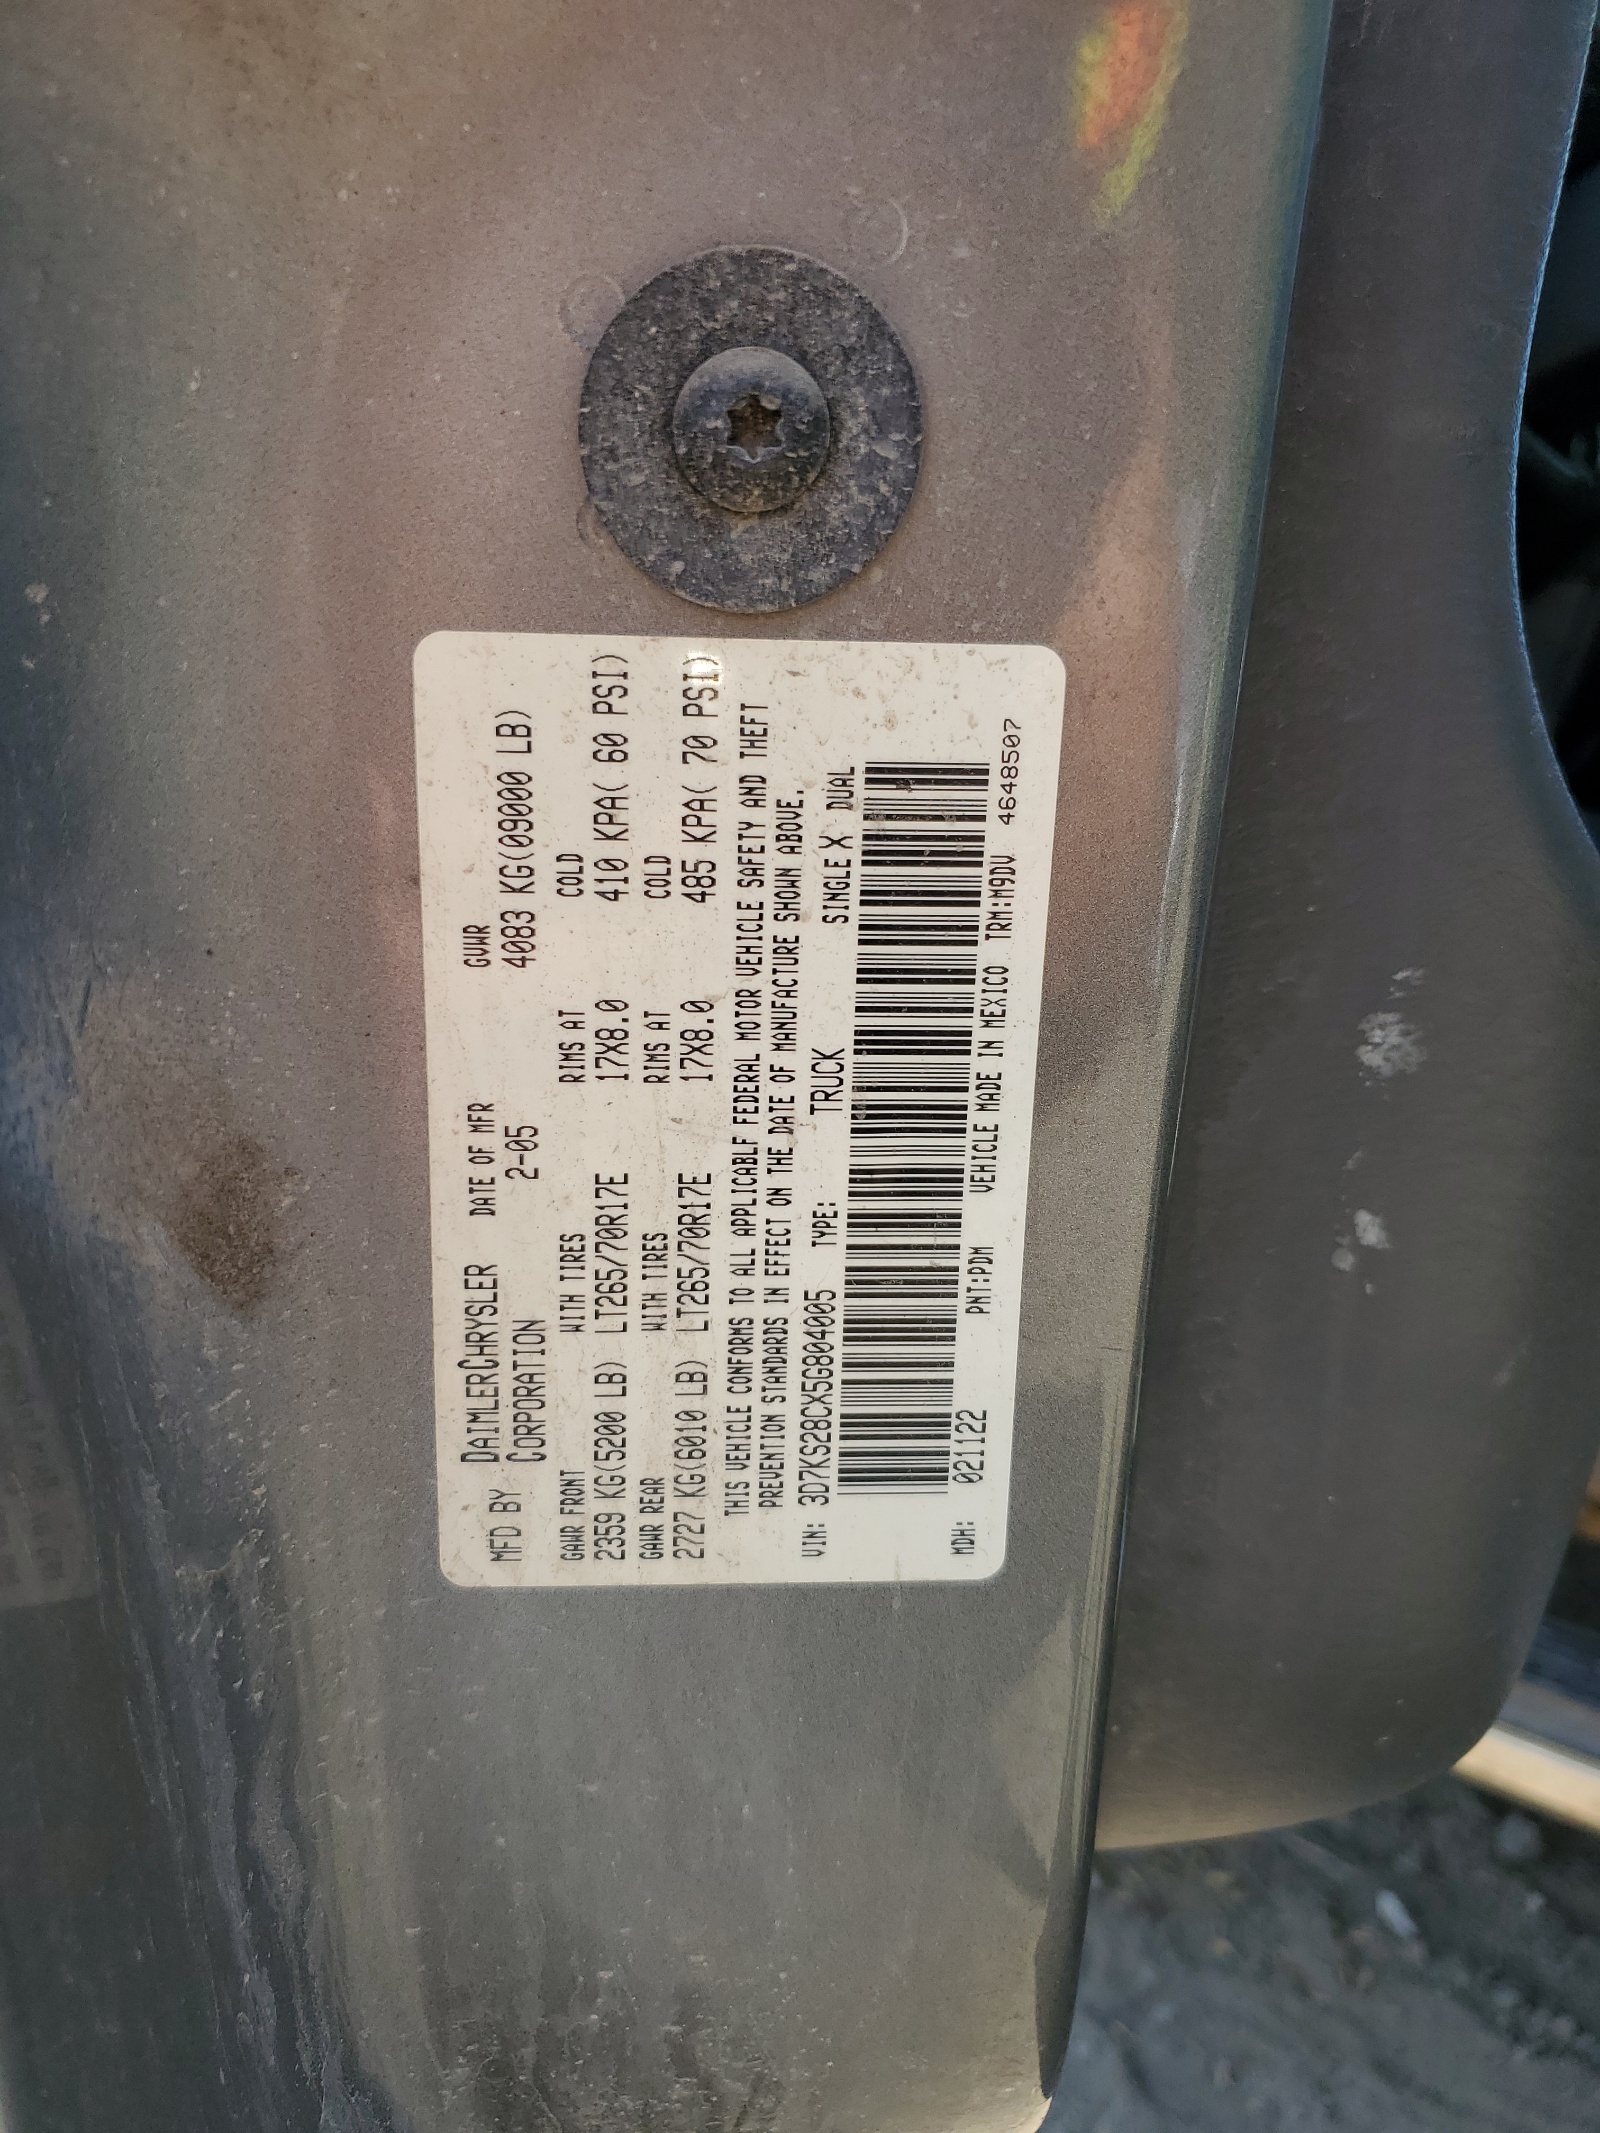 MFD BY DAIMLERCHRYSLER CORPORATION DATE OF MFR 2-05 GVWR 4083 KG(09000 LB)
GAWR FRONT WITH TIRES RIMS AT COLD
2359 KG(5200 LB) LT265/70R17E 17X8.0 410 KPA( 60 PSI)
GAWR REAR WITH TIRES RIMS AT COLD
2727 KG(6010 LB) LT265/70R17E 17X8.0 485 KPA( 70 PSI)
THIS VEHICLE CONFORMS TO ALL APPLICABLE FEDERAL MOTOR VEHICLE SAFETY AND THEFT
PREVENTION STANDARDS IN EFFECT ON THE DATE OF MANUFACTURE SHOWN ABOVE.
VIN: 3D7KS28CX5G804005 TYPE: TRUCK SINGLE X DUAL
MDH: 021122 PNT:PDM VEHICLE MADE IN MEXICO TRM:M9DV 4648507